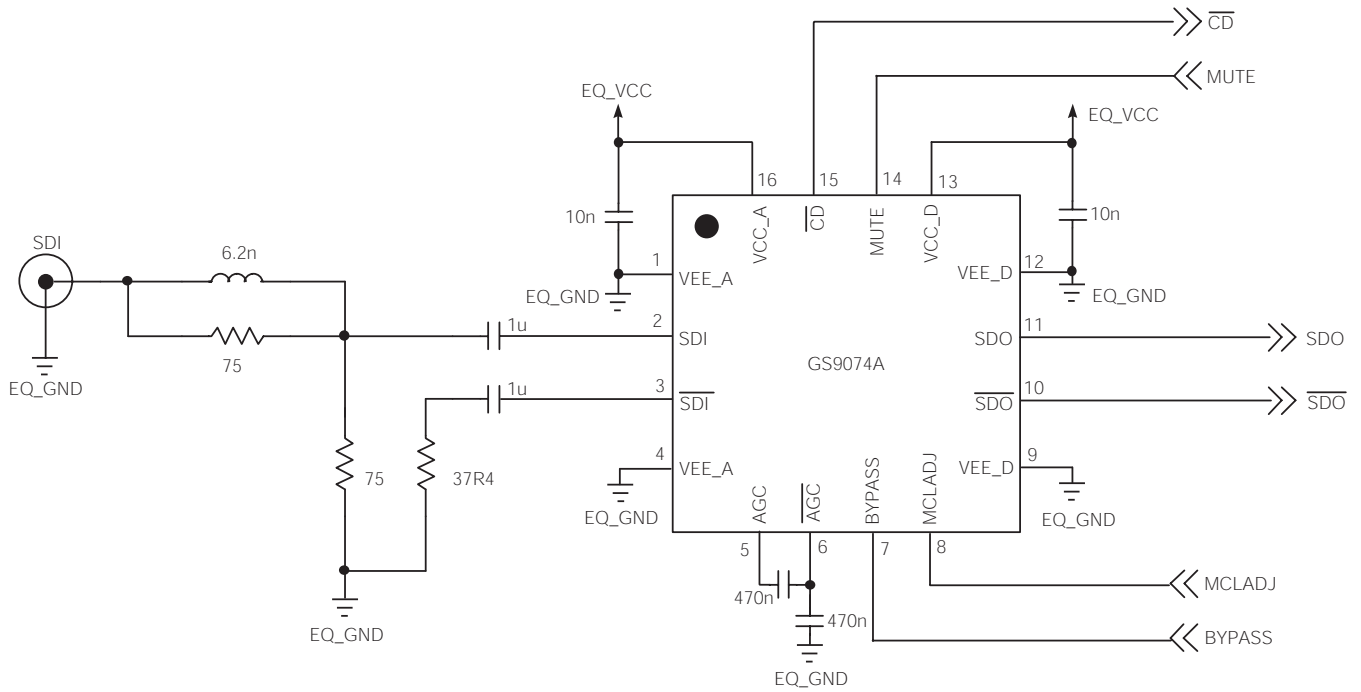 CD
MUTE
EQ_VCC
EQ_VCC
16
15
14
13
10n
VCC_A
CD
MUTE
VCC_D
10n
SDI
6.2n
1
VEE_A
VEE_D
12
EQ_GND
EQ_GND
75
1u
2
SDI
SDO
11
SDO
GS9074A
EQ_GND
1u
3
SDI
SDO
10
SDO
75
37R4
4
VEE_A
VEE_D
9
EQ_GND
AGC
AGC
BYPASS
MCLADJ
EQ_GND
5
6
7
8
470n
MCLADJ
470n
EQ_GND
BYPASS
EQ_GND